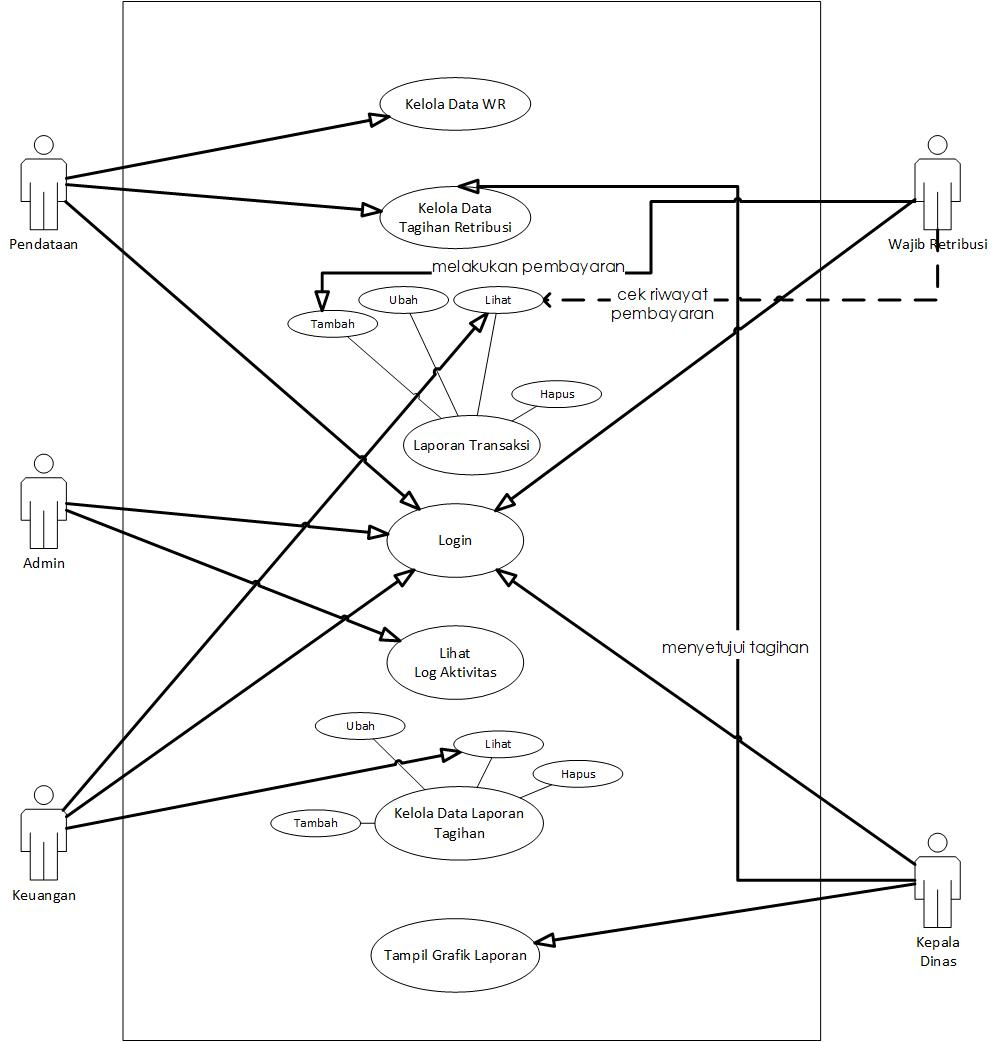 Kelola Data WR
Pendataan
Kelola Data
Tagihan Retribusi
Wajib Retribusi
melakukan pembayaran
Ubah
Lihat
cek riwayat
pembayaran
Tambah
Hapus
Laporan Transaksi
Admin
Login
Lihat
Log Aktivitas
menyetujui tagihan
Ubah
Lihat
Hapus
Kelola Data Laporan
Tagihan
Tambah
Keuangan
Tampil Grafik Laporan
Kepala
Dinas